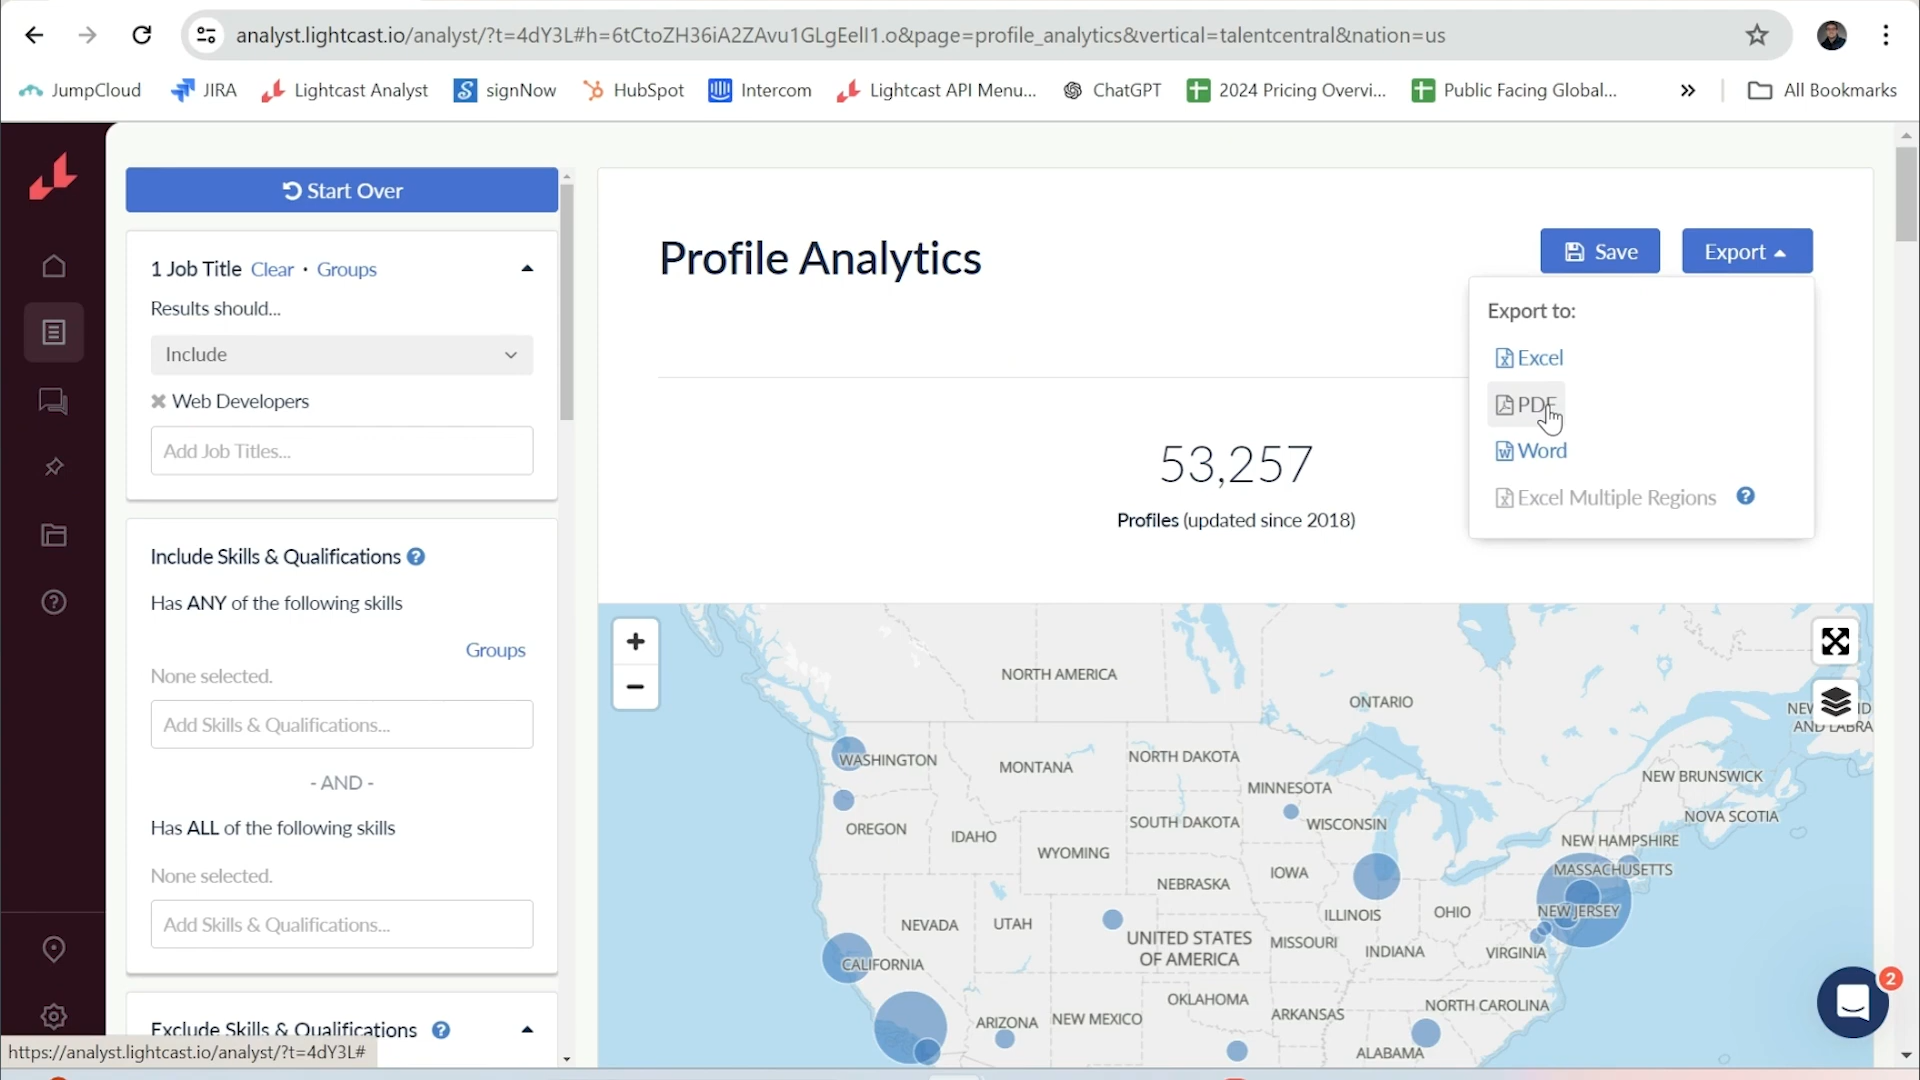 analyst.lightcast.io/analyst/?t=4dY3L#h=6tCtoZH36iA2ZAvu1GLgEeIl1.o&page=profile_analytics&vertical=talentcentral&nation=us
JumpCloud
JIRA
Lightcast Analyst
signNow
HubSpot
Intercom
Lightcast API Menu...
ChatGPT
2024 Pricing Overvi...
Public Facing Global...
All Bookmarks
Start Over
1 Job Title Clear · Groups
Results should...
Include
Web Developers
Add Job Titles...
Include Skills & Qualifications
Has ANY of the following skills
Groups
None selected.
Add Skills & Qualifications...
- AND -
Has ALL of the following skills
None selected.
Add Skills & Qualifications...
Exclude Skills & Qualifications
https://analyst.lightcast.io/analyst/?t=4dY3L#
Profile Analytics
Save
Export
Export to:
Excel
PDF
Word
Excel Multiple Regions
53,257
Profiles (updated since 2018)
+
−
NORTH AMERICA
ONTARIO
WASHINGTON
MONTANA
NORTH DAKOTA
MINNESOTA
NEW BRUNSWICK
NOVA SCOTIA
OREGON
IDAHO
SOUTH DAKOTA
WISCONSIN
NEW HAMPSHIRE
WYOMING
IOWA
MASSACHUSETTS
NEBRASKA
NEVADA
UTAH
ILLINOIS
OHIO
NEW JERSEY
UNITED STATES
OF AMERICA
MISSOURI
INDIANA
VIRGINIA
CALIFORNIA
OKLAHOMA
ARKANSAS
NORTH CAROLINA
ARIZONA
NEW MEXICO
ALABAMA
2